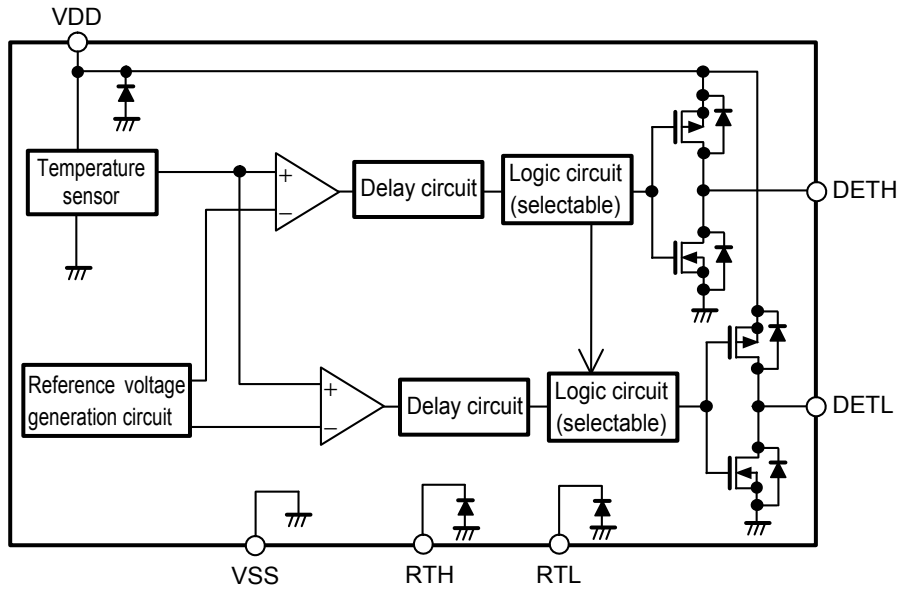 VDD
Temperature
sensor
+
−
Delay circuit
Logic circuit
(selectable)
DETH
Reference voltage
generation circuit
+
−
Delay circuit
Logic circuit
(selectable)
DETL
VSS
RTH
RTL